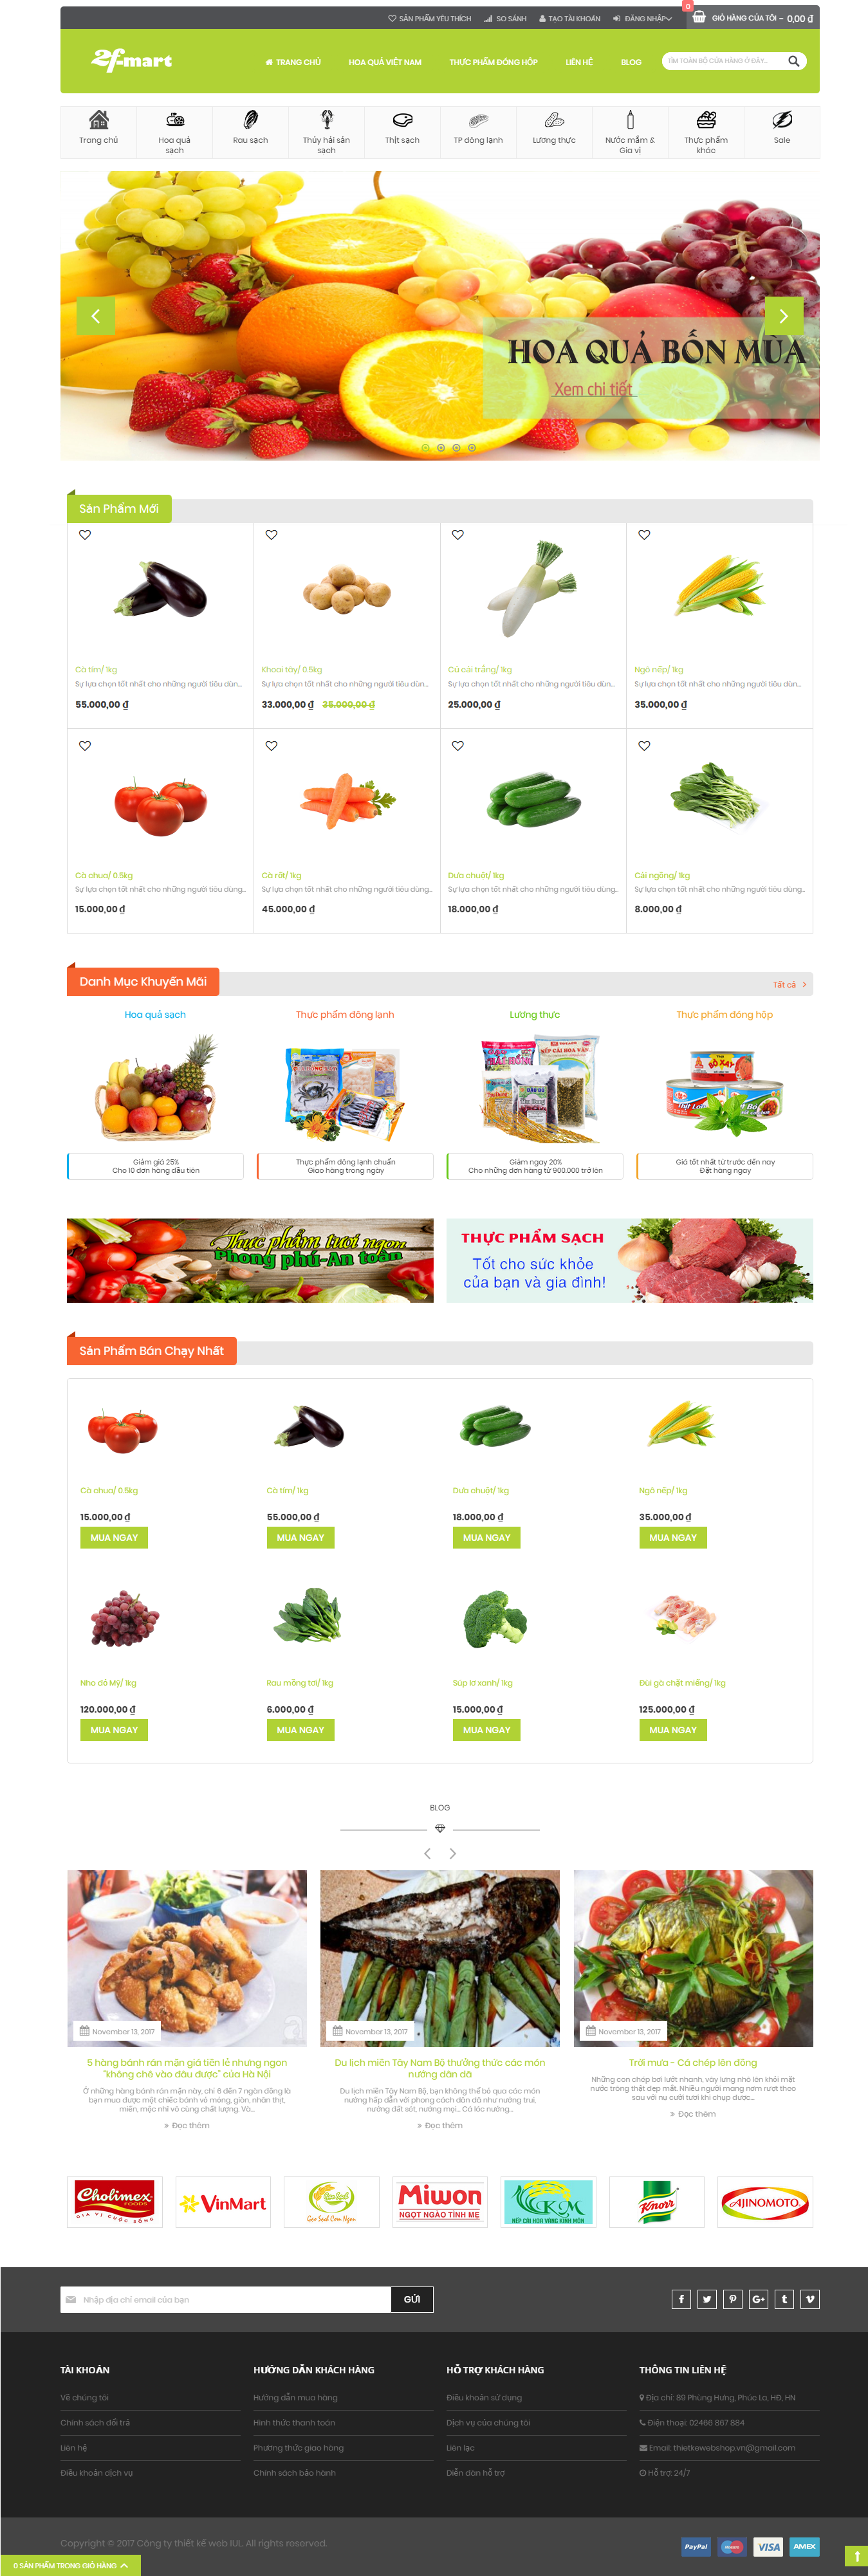 SẢN PHẨM YÊU THÍCH SO SÁNH TẠO TÀI KHOẢN ĐĂNG NHẬP 0 GIỎ HÀNG CỦA TÔI - 0,00 ₫
2F-mart
TRANG CHỦ HOA QUẢ VIỆT NAM THỰC PHẨM ĐÓNG HỘP LIÊN HỆ BLOG TÌM TOÀN BỘ CỬA HÀNG Ở ĐÂY...
Trang chủ
Hoa quả
sạch
Rau sạch
Thủy hải sản
sạch
Thịt sạch
TP đông lạnh
Lương thực
Nước mắm &
Gia vị
Thực phẩm
khác
Sale
HOA QUẢ BỐN MÙA
Xem chi tiết
Sản Phẩm Mới
Cà tím/ 1kg
Sự lựa chọn tốt nhất cho những người tiêu dùn...
55.000,00 ₫
Khoai tây/ 0.5kg
Sự lựa chọn tốt nhất cho những người tiêu dùn...
33.000,00 ₫ 35.000,00 ₫
Củ cải trắng/ 1kg
Sự lựa chọn tốt nhất cho những người tiêu dùn...
25.000,00 ₫
Ngô nếp/ 1kg
Sự lựa chọn tốt nhất cho những người tiêu dùn...
35.000,00 ₫
Cà chua/ 0.5kg
Sự lựa chọn tốt nhất cho những người tiêu dùng...
15.000,00 ₫
Cà rốt/ 1kg
Sự lựa chọn tốt nhất cho những người tiêu dùng...
45.000,00 ₫
Dưa chuột/ 1kg
Sự lựa chọn tốt nhất cho những người tiêu dùng...
18.000,00 ₫
Cải ngồng/ 1kg
Sự lựa chọn tốt nhất cho những người tiêu dùng...
8.000,00 ₫
Danh Mục Khuyến Mãi
Tất cả
Hoa quả sạch
Giảm giá 25%
Cho 10 đơn hàng đầu tiên
Thực phẩm đông lạnh
Thực phẩm đông lạnh chuẩn
Giao hàng trong ngày
Lương thực
Giảm ngay 20%
Cho những đơn hàng từ 900.000 trở lên
Thực phẩm đóng hộp
Giá tốt nhất từ trước đến nay
Đặt hàng ngay
Thực phẩm tươi ngon
Phong phú-An toàn
THỰC PHẨM SẠCH
Tốt cho sức khỏe
của bạn và gia đình!
Sản Phẩm Bán Chạy Nhất
Cà chua/ 0.5kg
15.000,00 ₫
MUA NGAY
Cà tím/ 1kg
55.000,00 ₫
MUA NGAY
Dưa chuột/ 1kg
18.000,00 ₫
MUA NGAY
Ngô nếp/ 1kg
35.000,00 ₫
MUA NGAY
Nho đỏ Mỹ/ 1kg
120.000,00 ₫
MUA NGAY
Rau mồng tơi/ 1kg
6.000,00 ₫
MUA NGAY
Súp lơ xanh/ 1kg
15.000,00 ₫
MUA NGAY
Đùi gà chặt miếng/ 1kg
125.000,00 ₫
MUA NGAY
BLOG
November 13, 2017
5 hàng bánh rán mặn giá tiền lẻ nhưng ngon
"không chê vào đâu được" của Hà Nội
Ở những hàng bánh rán mặn này, chỉ 6 đến 7 ngàn đồng là
bạn mua được một chiếc bánh vỏ mỏng, giòn, nhân thịt,
miến, mộc nhĩ vô cùng chất lượng. Và...
» Đọc thêm
November 13, 2017
Du lịch miền Tây Nam Bộ thưởng thức các món
nướng dân dã
Du lịch miền Tây Nam Bộ, bạn không thể bỏ qua các món
nướng hấp dẫn với phong cách dân dã như nướng trui,
nướng đất sét, nướng mọi... Cá lóc nướng...
» Đọc thêm
November 13, 2017
Trời mưa - Cá chép lên đồng
Những con chép bơi lướt nhanh, vây lưng nhô lên khỏi mặt
nước trông thật đẹp mắt. Nhiều người mang nơm rượt theo
sau với nụ cười tươi khi chụp được...
» Đọc thêm
Cholimex
FOODS
GIA VỊ CUỘC SỐNG
VinMart
Gạo Sạch Cơm Ngon
Miwon
NGỌT NGÀO TÌNH MẸ
KM
NẾP CÁI HOA VÀNG KINH MÔN
Knorr
AJINOMOTO
Nhập địa chỉ email của bạn GỬI
TÀI KHOẢN
Về chúng tôi
Chính sách đổi trả
Liên hệ
Điều khoản dịch vụ
HƯỚNG DẪN KHÁCH HÀNG
Hướng dẫn mua hàng
Hình thức thanh toán
Phương thức giao hàng
Chính sách bảo hành
HỖ TRỢ KHÁCH HÀNG
Điều khoản sử dụng
Dịch vụ của chúng tôi
Liên lạc
Diễn đàn hỗ trợ
THÔNG TIN LIÊN HỆ
Địa chỉ: 89 Phùng Hưng, Phúc La, HĐ, HN
Điện thoại: 02466 867 884
Email: thietkewebshop.vn@gmail.com
Hỗ trợ: 24/7
Copyright © 2017 Công ty thiết kế web IUL. All rights reserved.
PayPal Maestro VISA AMEX
0 SẢN PHẨM TRONG GIỎ HÀNG